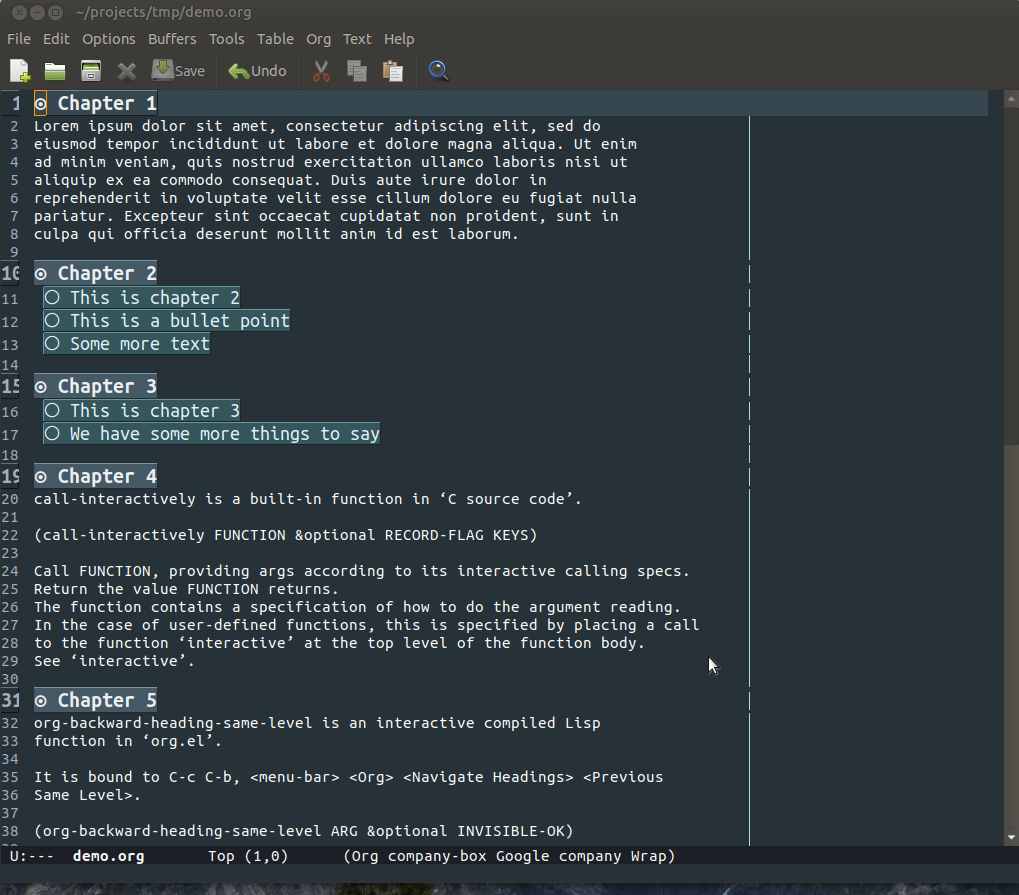 ~/projects/tmp/demo.org
File Edit Options Buffers Tools Table Org Text Help
Save Undo
1 Chapter 1
2 Lorem ipsum dolor sit amet, consectetur adipiscing elit, sed do
3 eiusmod tempor incididunt ut labore et dolore magna aliqua. Ut enim
4 ad minim veniam, quis nostrud exercitation ullamco laboris nisi ut
5 aliquip ex ea commodo consequat. Duis aute irure dolor in
6 reprehenderit in voluptate velit esse cillum dolore eu fugiat nulla
7 pariatur. Excepteur sint occaecat cupidatat non proident, sunt in
8 culpa qui officia deserunt mollit anim id est laborum.
9
10 Chapter 2
11 This is chapter 2
12 This is a bullet point
13 Some more text
14
15 Chapter 3
16 This is chapter 3
17 We have some more things to say
18
19 Chapter 4
20 call-interactively is a built-in function in ‘C source code’.
21
22 (call-interactively FUNCTION &optional RECORD-FLAG KEYS)
23
24 Call FUNCTION, providing args according to its interactive calling specs.
25 Return the value FUNCTION returns.
26 The function contains a specification of how to do the argument reading.
27 In the case of user-defined functions, this is specified by placing a call
28 to the function ‘interactive’ at the top level of the function body.
29 See ‘interactive’.
30
31 Chapter 5
32 org-backward-heading-same-level is an interactive compiled Lisp
33 function in ‘org.el’.
34
35 It is bound to C-c C-b, <menu-bar> <Org> <Navigate Headings> <Previous
36 Same Level>.
37
38 (org-backward-heading-same-level ARG &optional INVISIBLE-OK)
U:--- demo.org Top (1,0) (Org company-box Google company Wrap)